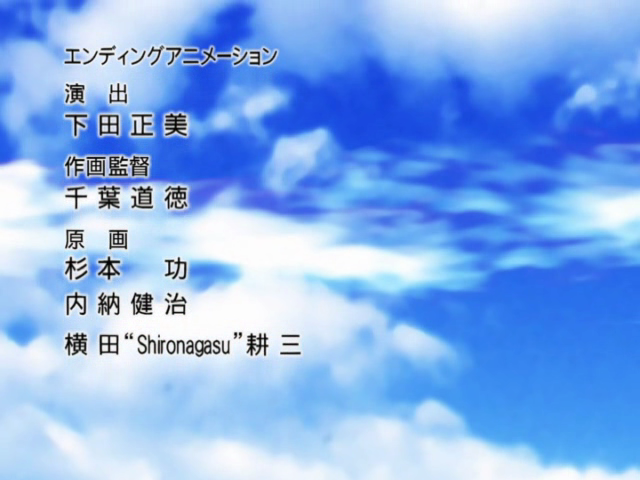 エンディングアニメーション
演 出
下田正美
作画監督
千葉道徳
原 画
杉本 功
内納健治
横田“Shironagasu”耕三